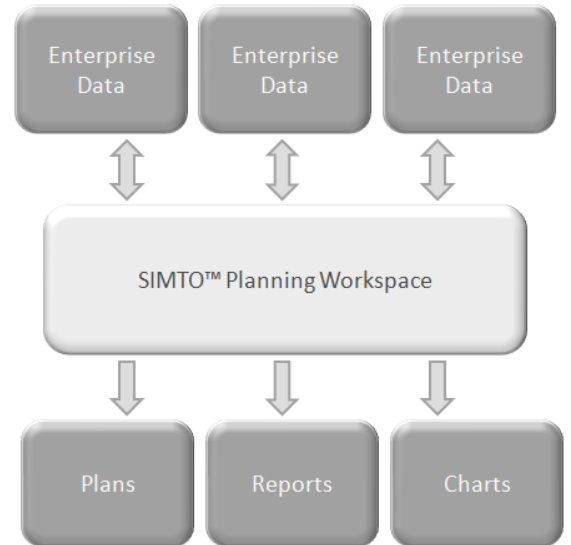 Enterprise
Data
Enterprise
Data
Enterprise
Data
SIMTO™ Planning Workspace
Plans
Reports
Charts